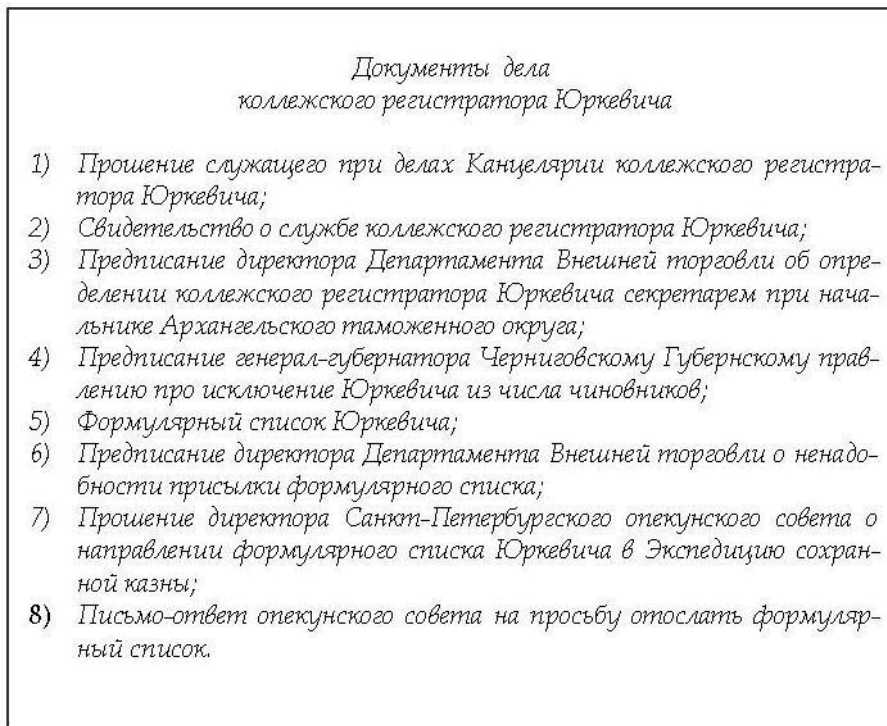 Документы дела
коллежского регистратора Юркевича
1) Прошение служащего при делах Канцелярии коллежского регистра-
тора Юркевича;
2) Свидетельство о службе коллежского регистратора Юркевича;
3) Предписание директора Департамента Внешней торговли об опре-
делении коллежского регистратора Юркевича секретарем при нача-
льнике Архангельского таможенного округа;
4) Предписание генерал-губернатора Черниговскому Губернскому прав-
лению про исключение Юркевича из числа чиновников;
5) Формулярный список Юркевича;
6) Предписание директора Департамента Внешней торговли о ненадо-
бности присылки формулярного списка;
7) Прошение директора Санкт-Петербургского опекунского совета о
направлении формулярного списка Юркевича в Экспедицию сохран-
ной казны;
8) Письмо-ответ опекунского совета на просьбу отослать формуляр-
ный список.